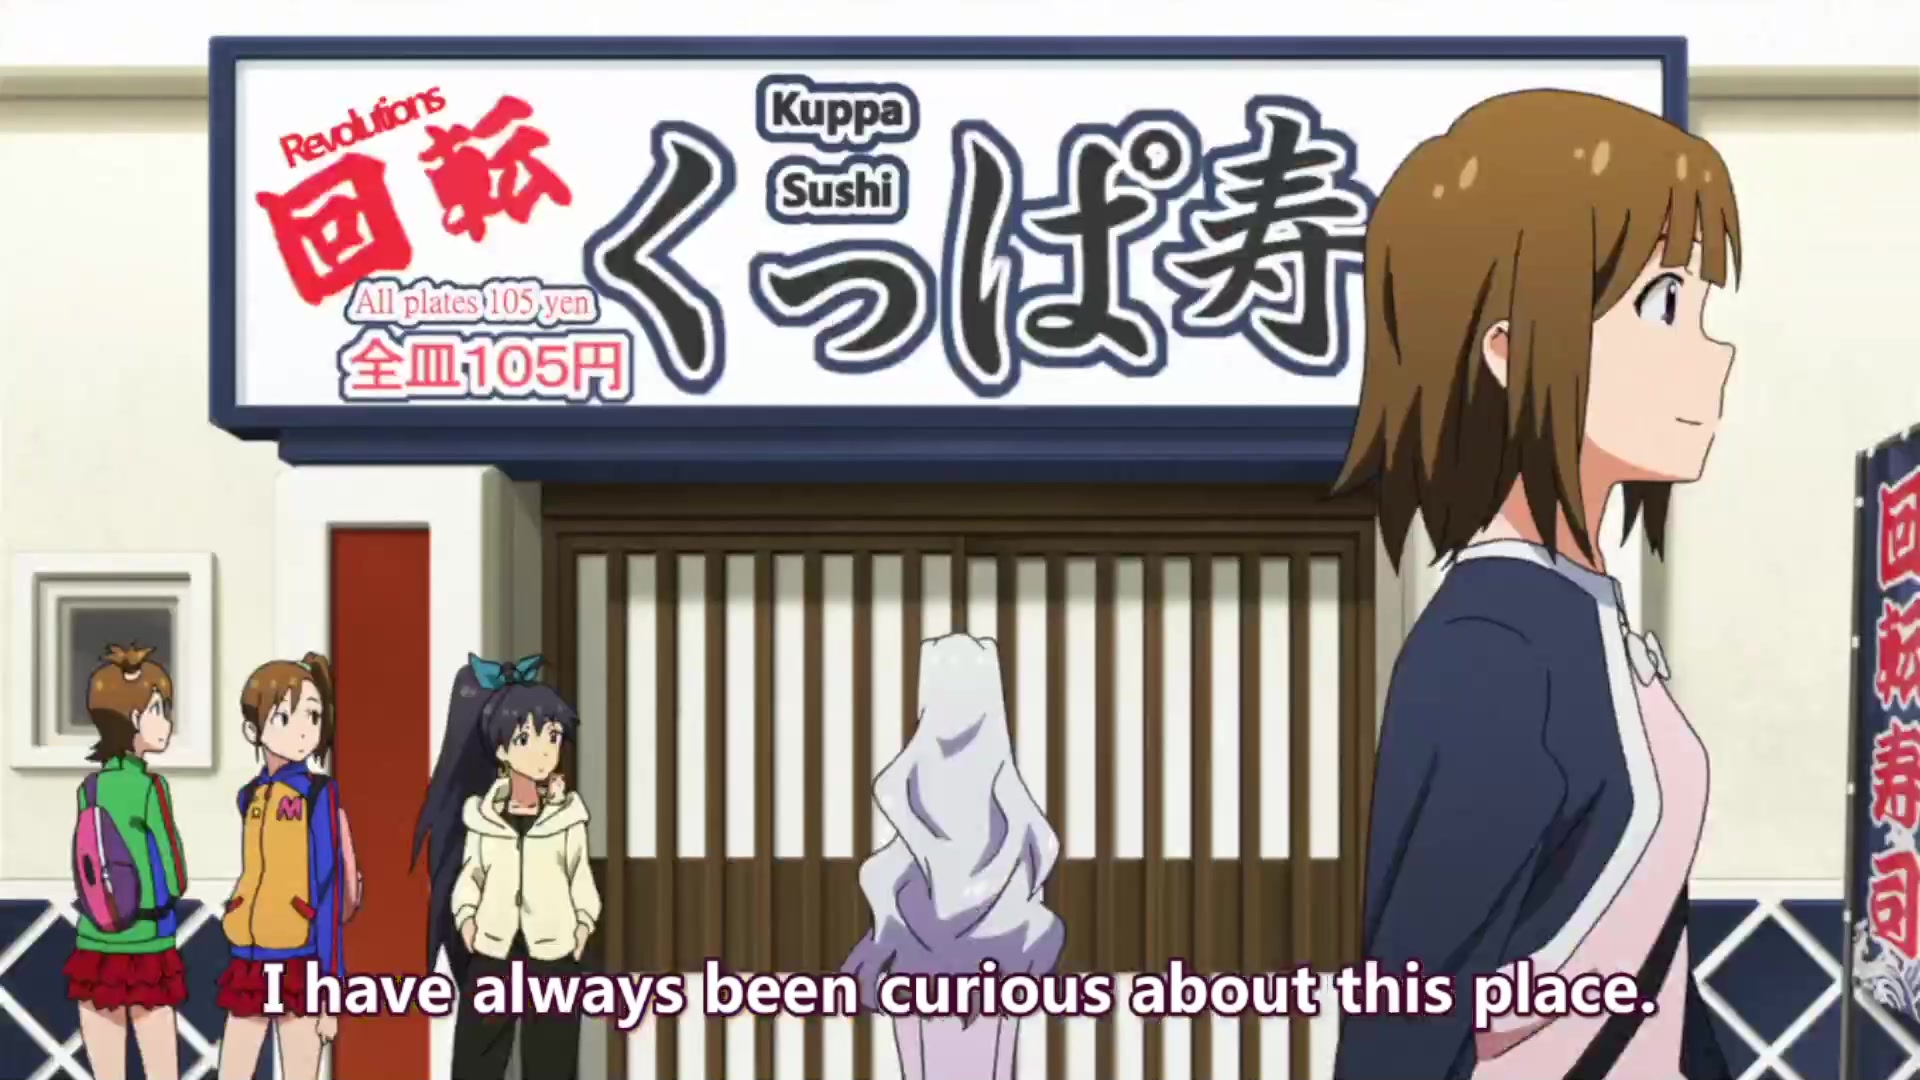 Revolutions
回転
Kuppa
Sushi
くっぱ寿
All plates 105 yen
全皿105円
回転寿司
M
I have always been curious about this place.